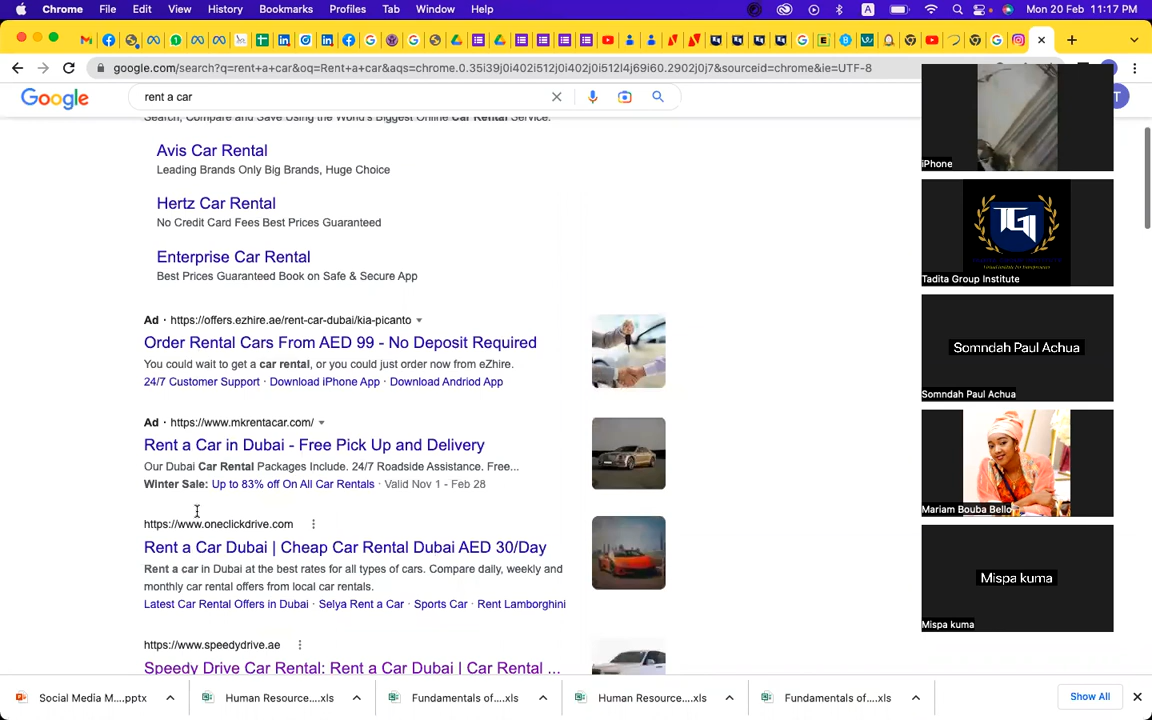 Chrome File Edit View History Bookmarks Profiles Tab Window Help
A
Mon 20 Feb 11:17 PM
google.com/search?q=rent+a+car&oq=Rent+a+car&aqs=chrome.0.35i39j0i402i512j0i402j0i512l4j69i60.2902j0j7&sourceid=chrome&ie=UTF-8
Google
rent a car
T
Search, Compare and Save Using the World's Biggest Online Car Rental Service.
Avis Car Rental
Leading Brands Only Big Brands, Huge Choice
Hertz Car Rental
No Credit Card Fees Best Prices Guaranteed
Enterprise Car Rental
Best Prices Guaranteed Book on Safe & Secure App
Ad · https://offers.ezhire.ae/rent-car-dubai/kia-picanto
Order Rental Cars From AED 99 - No Deposit Required
You could wait to get a car rental, or you could just order now from eZhire.
24/7 Customer Support · Download iPhone App · Download Andriod App
Ad · https://www.mkrentacar.com/
Rent a Car in Dubai - Free Pick Up and Delivery
Our Dubai Car Rental Packages Include. 24/7 Roadside Assistance. Free...
Winter Sale: Up to 83% off On All Car Rentals · Valid Nov 1 - Feb 28
https://www.oneclickdrive.com
Rent a Car Dubai | Cheap Car Rental Dubai AED 30/Day
Rent a car in Dubai at the best rates for all types of cars. Compare daily, weekly and
monthly car rental offers from local car rentals.
Latest Car Rental Offers in Dubai · Selya Rent a Car · Sports Car · Rent Lamborghini
https://www.speedydrive.ae
Speedy Drive Car Rental: Rent a Car Dubai | Car Rental ...
iPhone
TGI
Tadita Group Institute
Somndah Paul Achua
Somndah Paul Achua
Mariam Bouba Bello
Mispa kuma
Mispa kuma
Social Media M....pptx
Human Resource....xls
Fundamentals of....xls
Human Resource....xls
Fundamentals of....xls
Show All